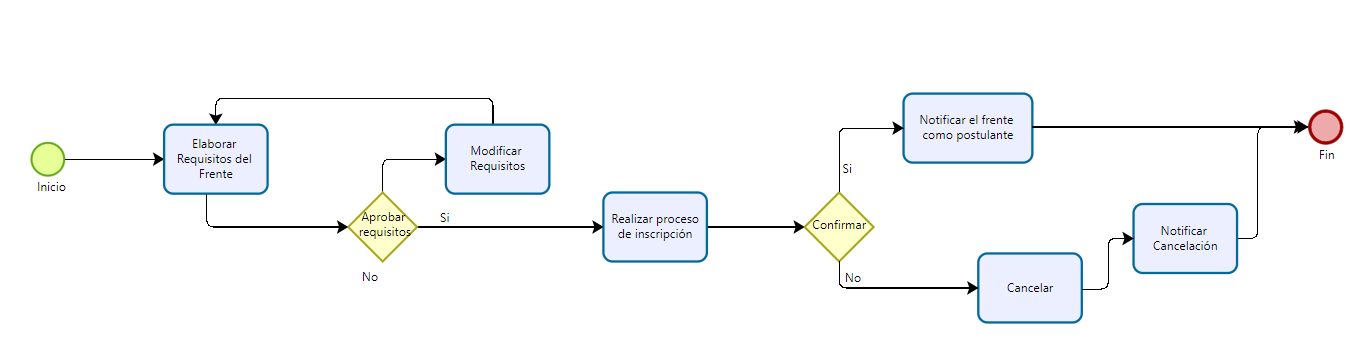 Inicio
Elaborar
Requisitos del
Frente
Modificar
Requisitos
Aprobar
requisitos
Si
No
Realizar proceso
de inscripción
Confirmar
Si
No
Notificar el frente
como postulante
Cancelar
Notificar
Cancelación
Fin